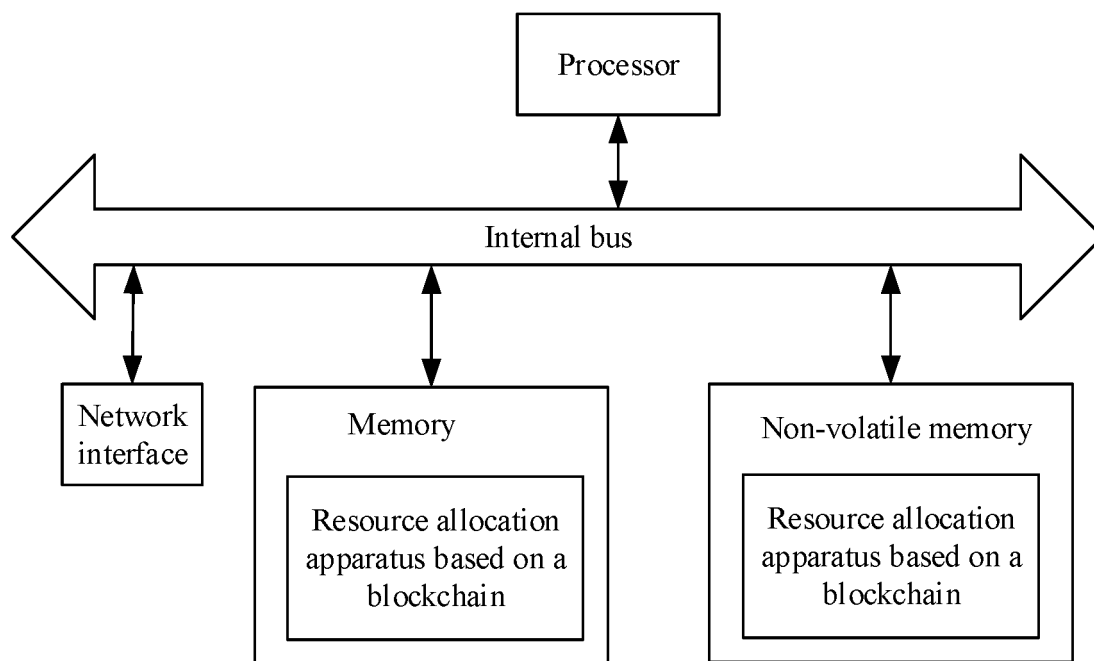 Processor
Internal bus
Network
interface
Memory
Resource allocation
apparatus based on a
blockchain
Non-volatile memory
Resource allocation
apparatus based on a
blockchain